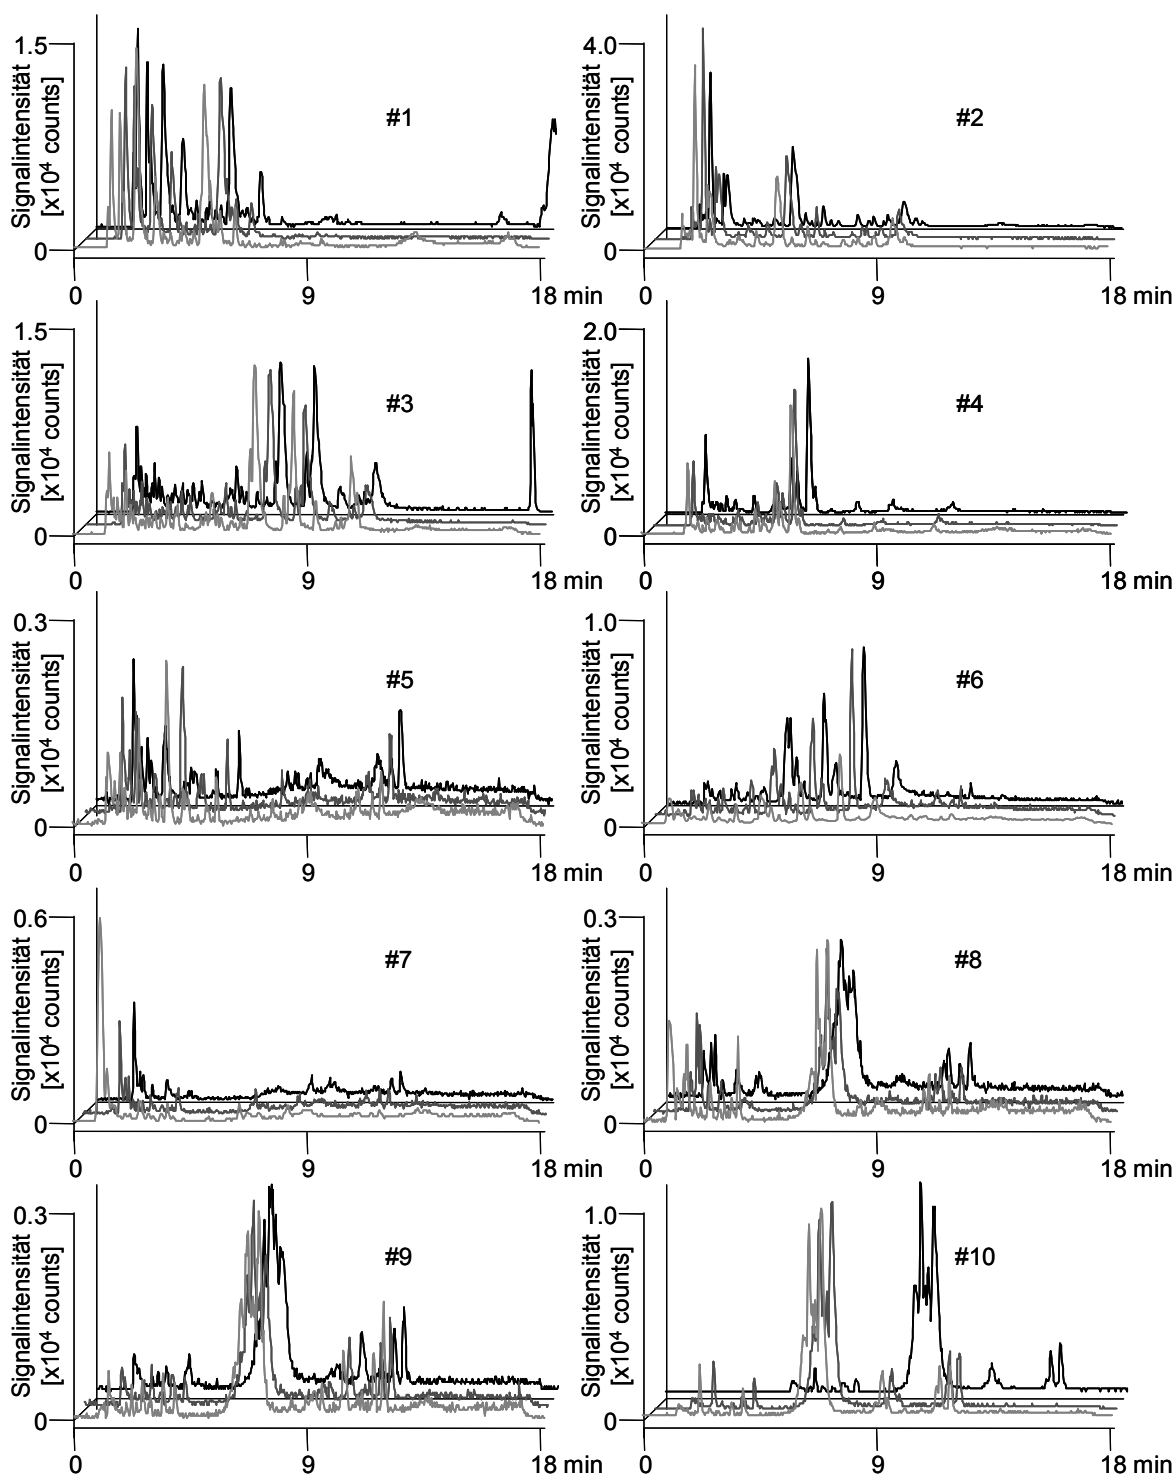 1.5
Signalintensität
[x10⁴ counts]
#1
0
0
9
18 min
4.0
Signalintensität
[x10⁴ counts]
#2
0
0
9
18 min
1.5
Signalintensität
[x10⁴ counts]
#3
0
0
9
18 min
2.0
Signalintensität
[x10⁴ counts]
#4
0
0
9
18 min
0.3
Signalintensität
[x10⁴ counts]
#5
0
0
9
18 min
1.0
Signalintensität
[x10⁴ counts]
#6
0
0
9
18 min
0.6
Signalintensität
[x10⁴ counts]
#7
0
0
9
18 min
0.3
Signalintensität
[x10⁴ counts]
#8
0
0
9
18 min
0.3
Signalintensität
[x10⁴ counts]
#9
0
0
9
18 min
1.0
Signalintensität
[x10⁴ counts]
#10
0
0
9
18 min